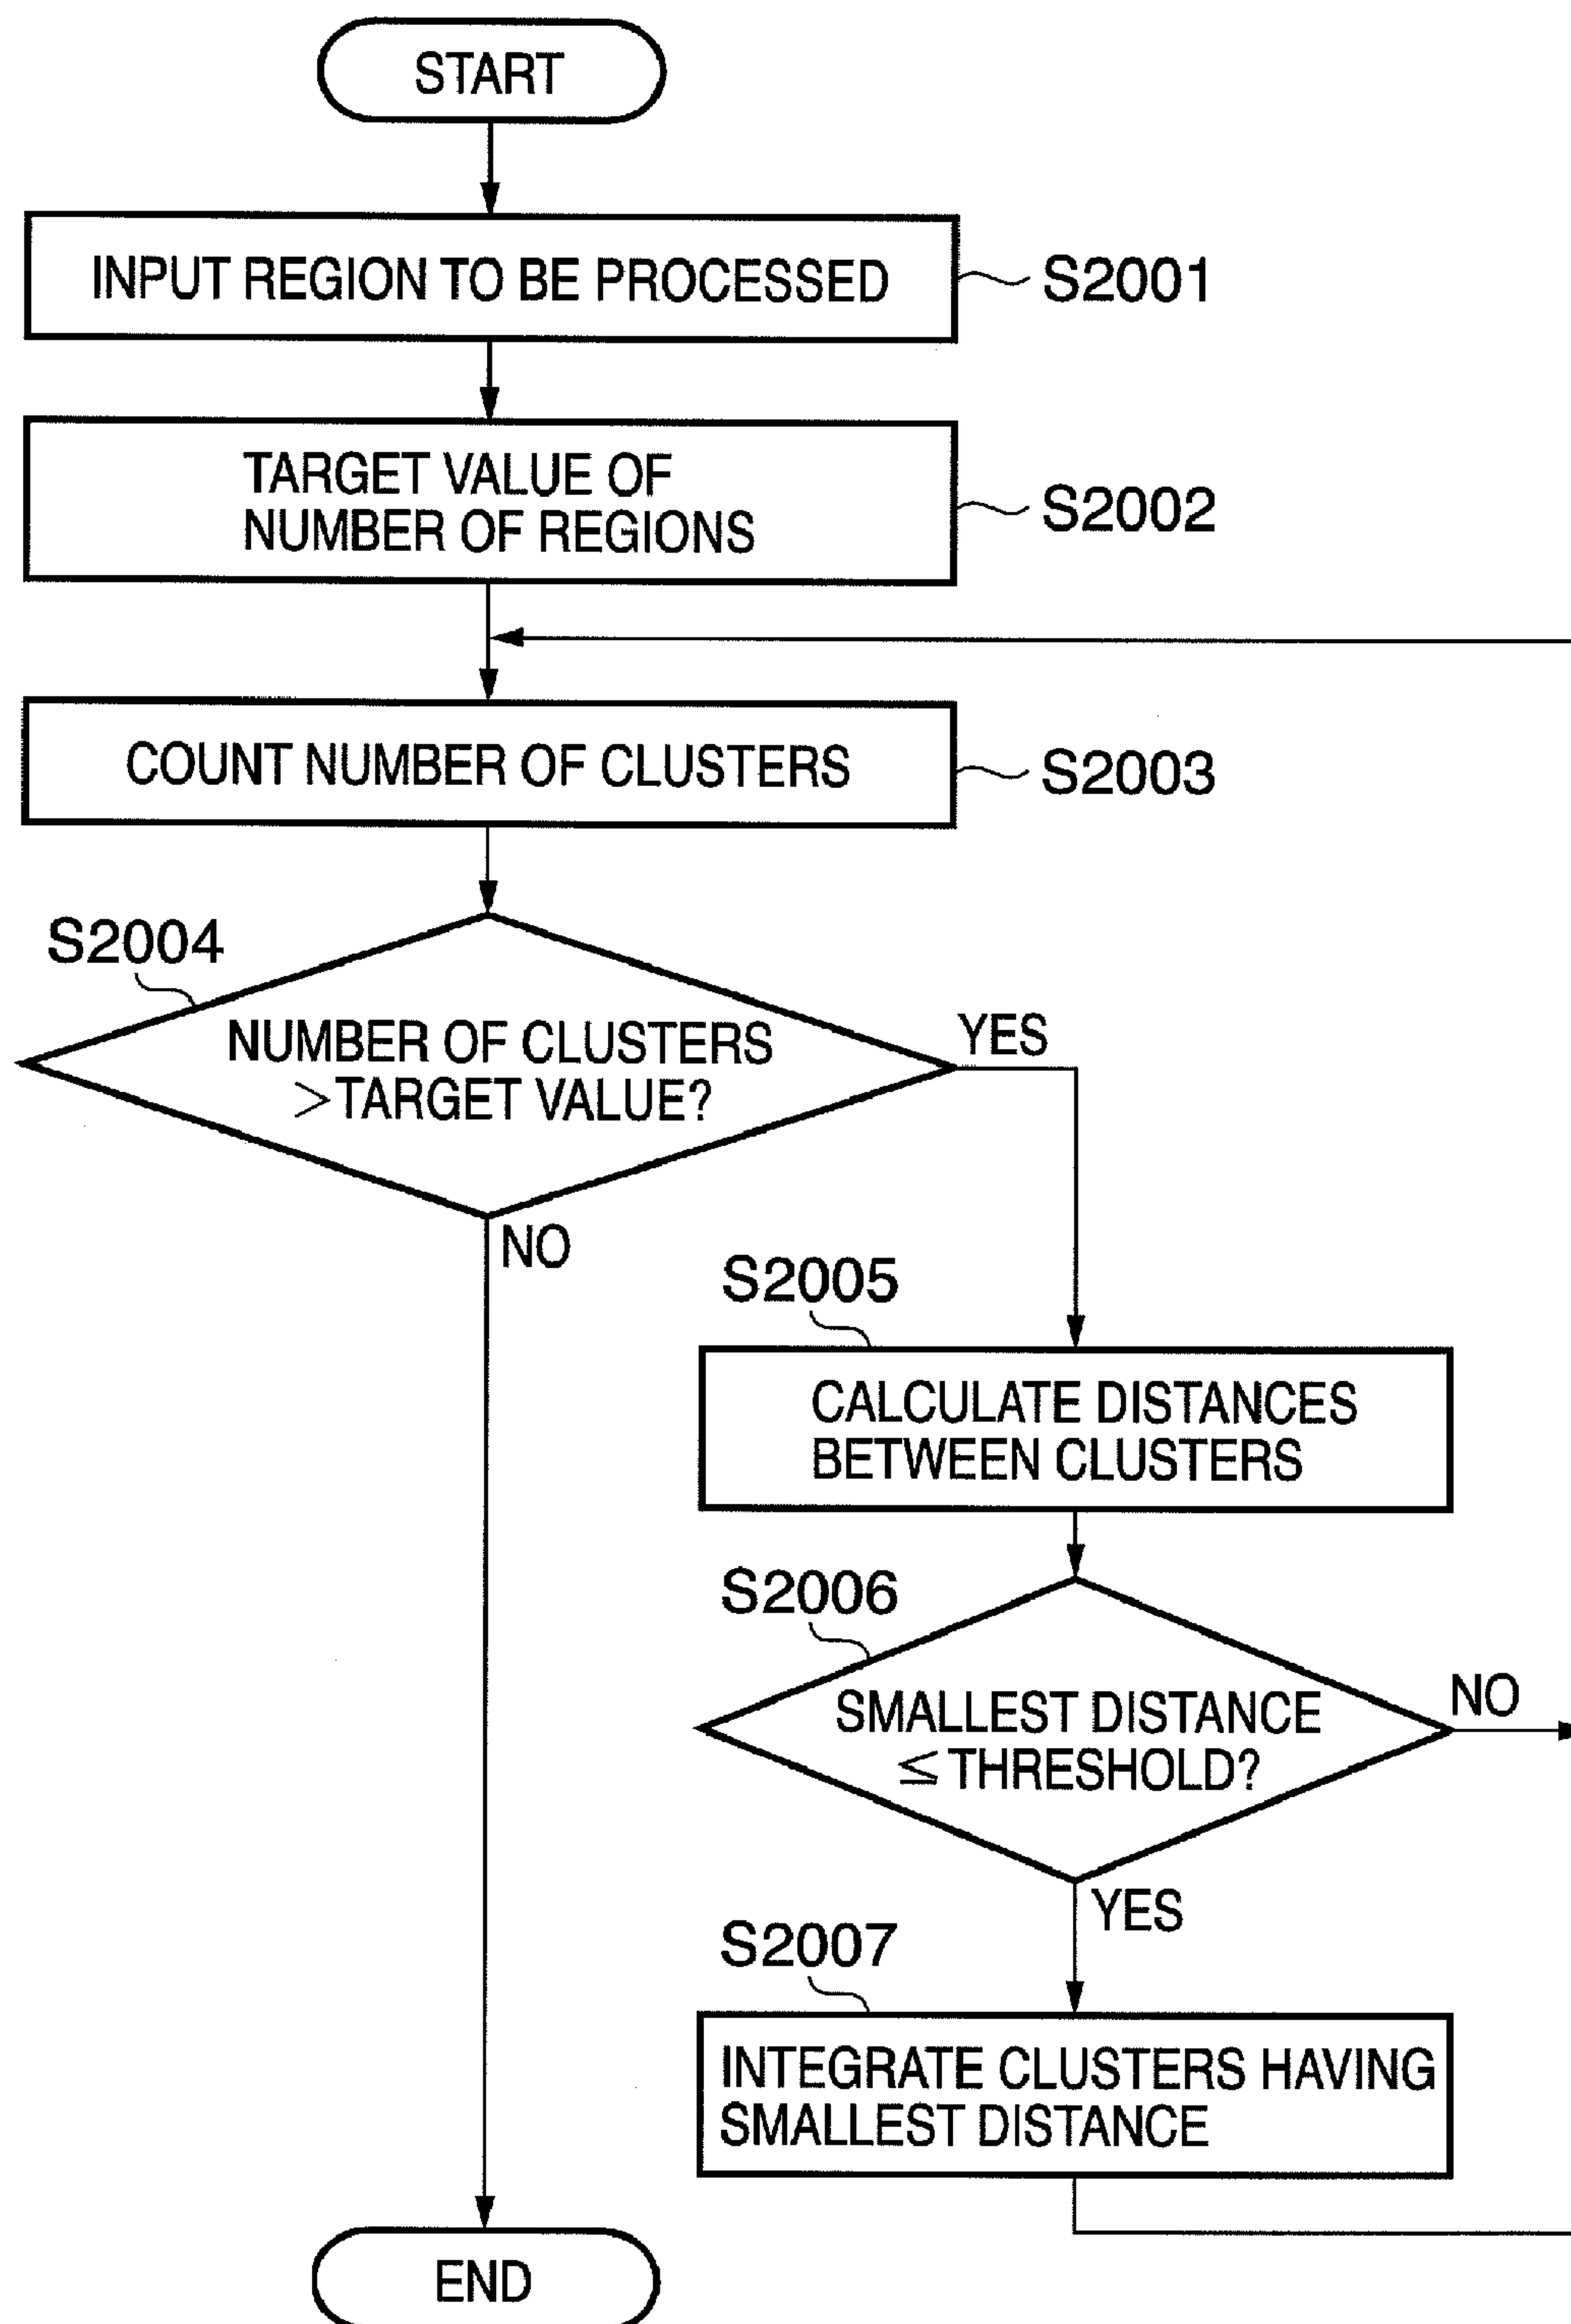 START
INPUT REGION TO BE PROCESSED
S2001
TARGET VALUE OF
NUMBER OF REGIONS
S2002
COUNT NUMBER OF CLUSTERS
S2003
S2004
NUMBER OF CLUSTERS
>TARGET VALUE?
YES
NO
S2005
CALCULATE DISTANCES
BETWEEN CLUSTERS
S2006
SMALLEST DISTANCE
≦ THRESHOLD?
NO
YES
S2007
INTEGRATE CLUSTERS HAVING
SMALLEST DISTANCE
END